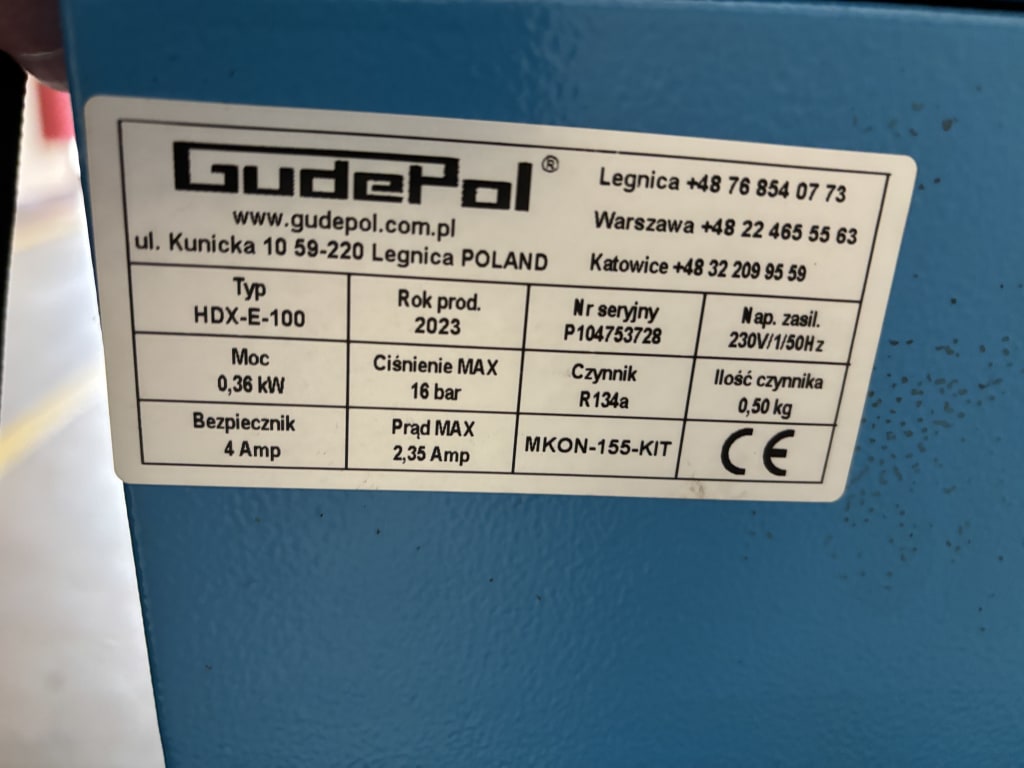 GudePol®
www.gudepol.com.pl
ul. Kunicka 10 59-220 Legnica POLAND
Legnica +48 76 854 07 73
Warszawa +48 22 465 55 63
Katowice +48 32 209 95 59
Typ
HDX-E-100
Rok prod.
2023
Nr seryjny
P104753728
Nap. zasil.
230V/1/50Hz
Moc
0,36 kW
Ciśnienie MAX
16 bar
Czynnik
R134a
Ilość czynnika
0,50 kg
Bezpiecznik
4 Amp
Prąd MAX
2,35 Amp
MKON-155-KIT
CE